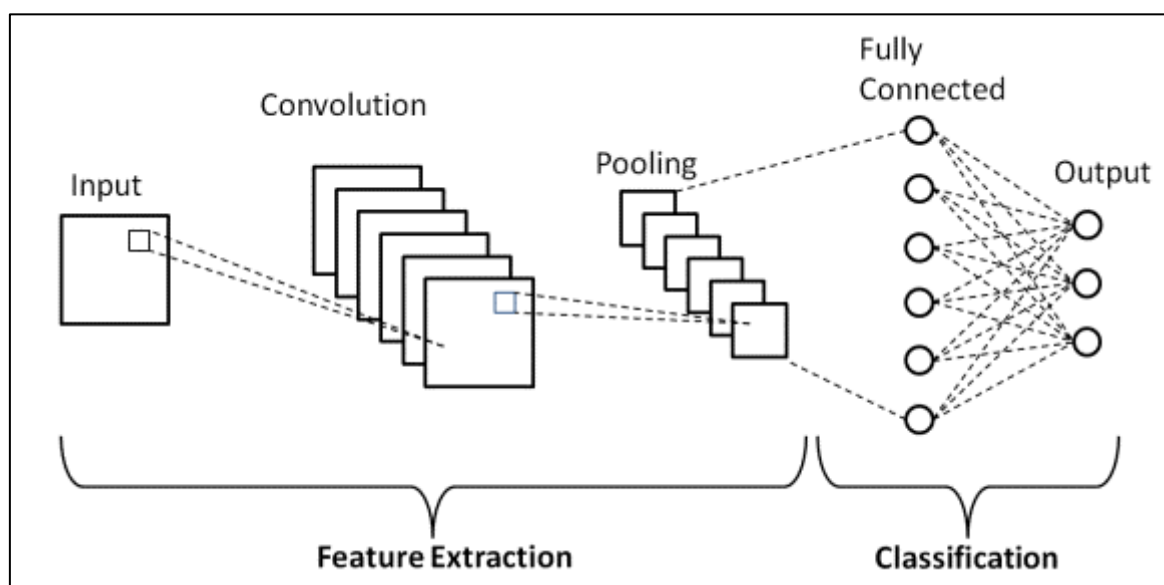 Input
Convolution
Pooling
Fully
Connected
Output
Feature Extraction
Classification